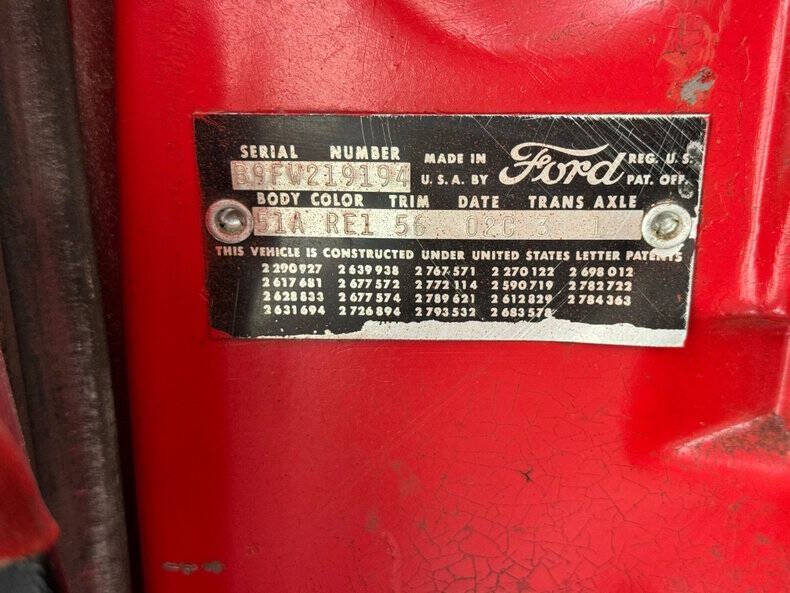 SERIAL NUMBER MADE IN Ford REG. U. S.
B9FW219194 U. S. A. BY PAT. OFF.
BODY COLOR TRIM DATE TRANS AXLE
51A RE1 56 02C 3 1
THIS VEHICLE IS CONSTRUCTED UNDER UNITED STATES LETTER PATENTS
2290927 2639938 2767571 2270122 2698012
2617681 2677572 2772114 2590719 2782722
2628833 2677574 2789621 2612829 2784363
2631694 2726894 2793532 2683578